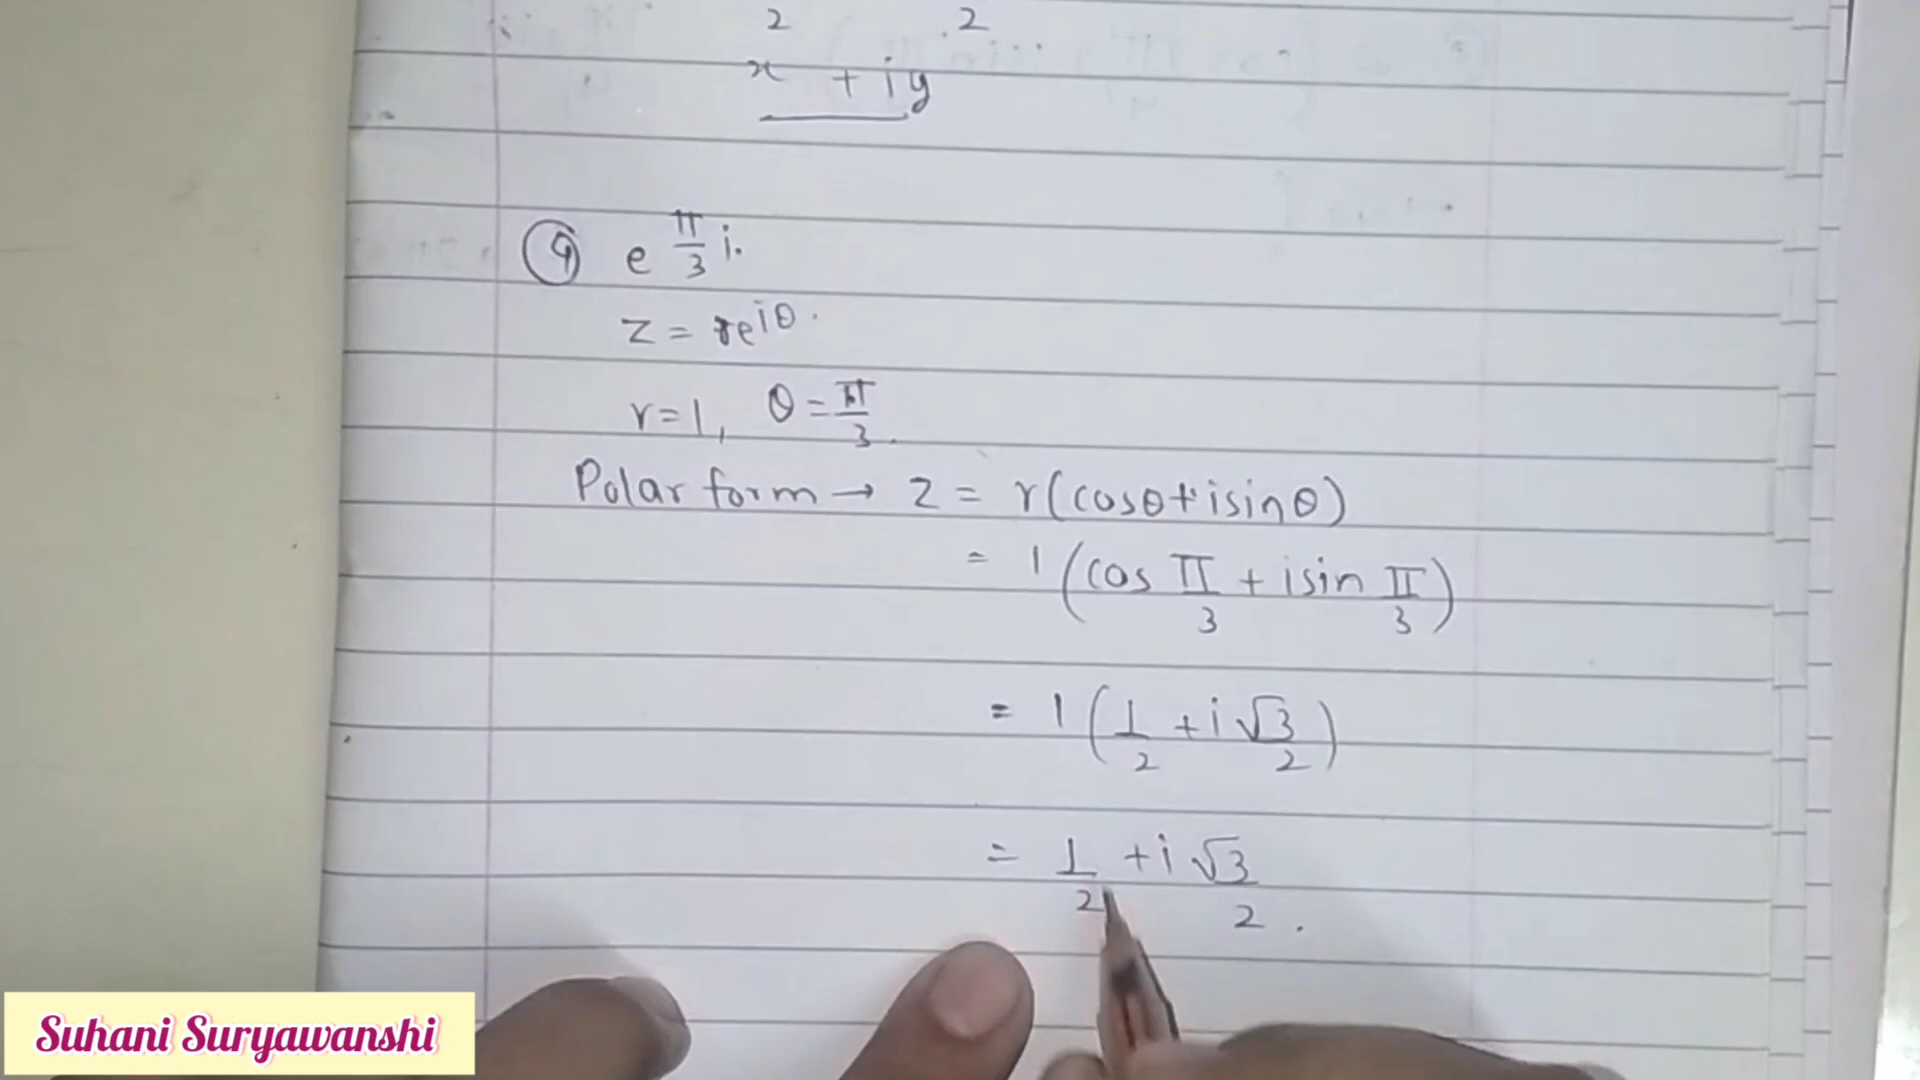 2 2
x + iy
④ e π/3 i.
z = re^iθ.
r=1, θ = π/3.
Polar form → z = r(cosθ+isinθ)
= 1 (cos π/3 + isin π/3)
= 1 (1/2 + i √3/2)
= 1/2 + i √3/2.
Suhani Suryawanshi